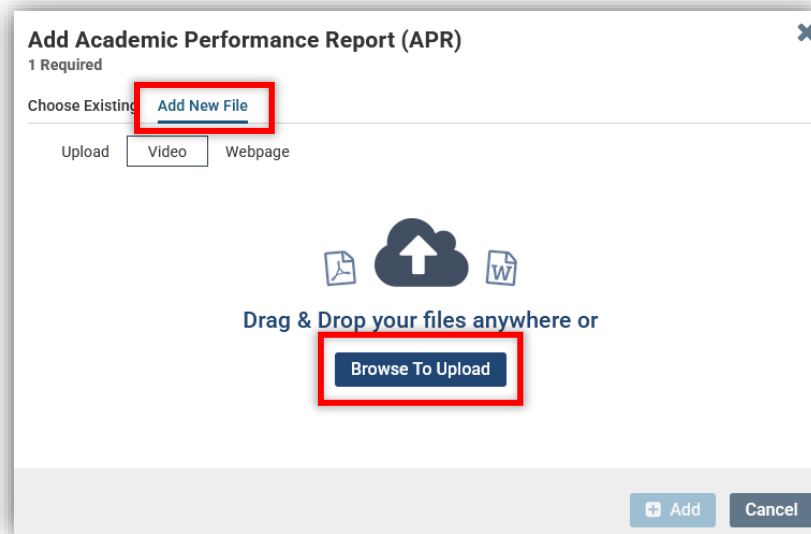 Add Academic Performance Report (APR)
1 Required
Choose Existing Add New File
Upload Video Webpage
W
Drag & Drop your files anywhere or
Browse To Upload
Add Cancel